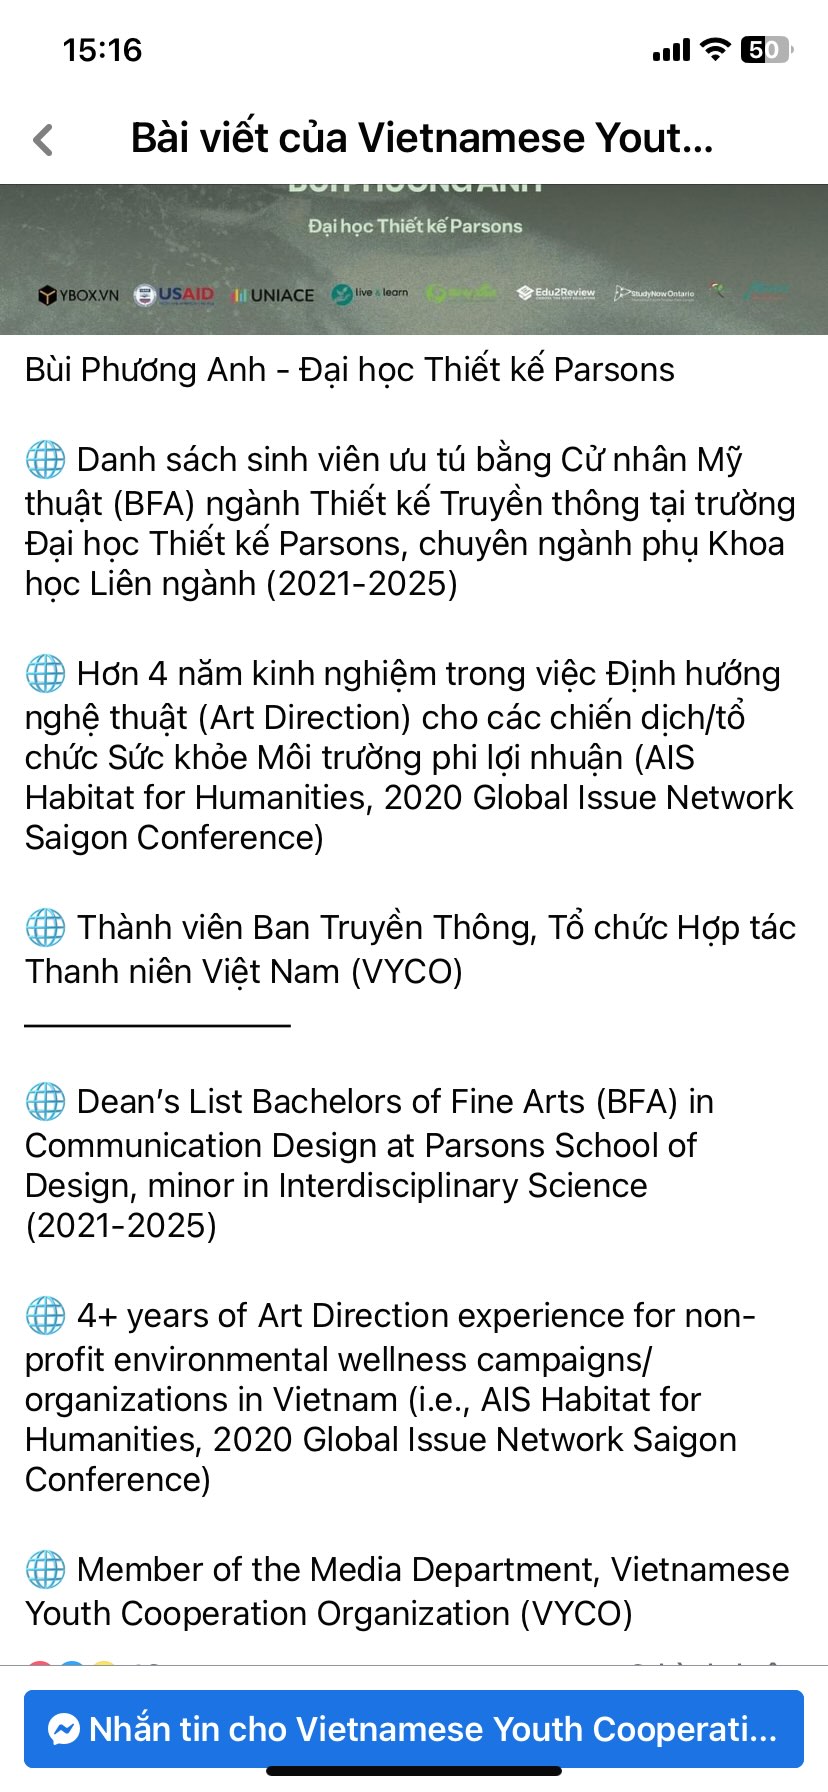 15:16
50
Bài viết của Vietnamese Yout...
BÙI PHƯƠNG ANH
Đại học Thiết kế Parsons
YBOX.VN USAID UNIACE live & learn Edu2Review StudyNowOntario
Bùi Phương Anh - Đại học Thiết kế Parsons
🌐 Danh sách sinh viên ưu tú bằng Cử nhân Mỹ
thuật (BFA) ngành Thiết kế Truyền thông tại trường
Đại học Thiết kế Parsons, chuyên ngành phụ Khoa
học Liên ngành (2021-2025)
🌐 Hơn 4 năm kinh nghiệm trong việc Định hướng
nghệ thuật (Art Direction) cho các chiến dịch/tổ
chức Sức khỏe Môi trường phi lợi nhuận (AIS
Habitat for Humanities, 2020 Global Issue Network
Saigon Conference)
🌐 Thành viên Ban Truyền Thông, Tổ chức Hợp tác
Thanh niên Việt Nam (VYCO)
🌐 Dean’s List Bachelors of Fine Arts (BFA) in
Communication Design at Parsons School of
Design, minor in Interdisciplinary Science
(2021-2025)
🌐 4+ years of Art Direction experience for non-
profit environmental wellness campaigns/
organizations in Vietnam (i.e., AIS Habitat for
Humanities, 2020 Global Issue Network Saigon
Conference)
🌐 Member of the Media Department, Vietnamese
Youth Cooperation Organization (VYCO)
Nhắn tin cho Vietnamese Youth Cooperati...